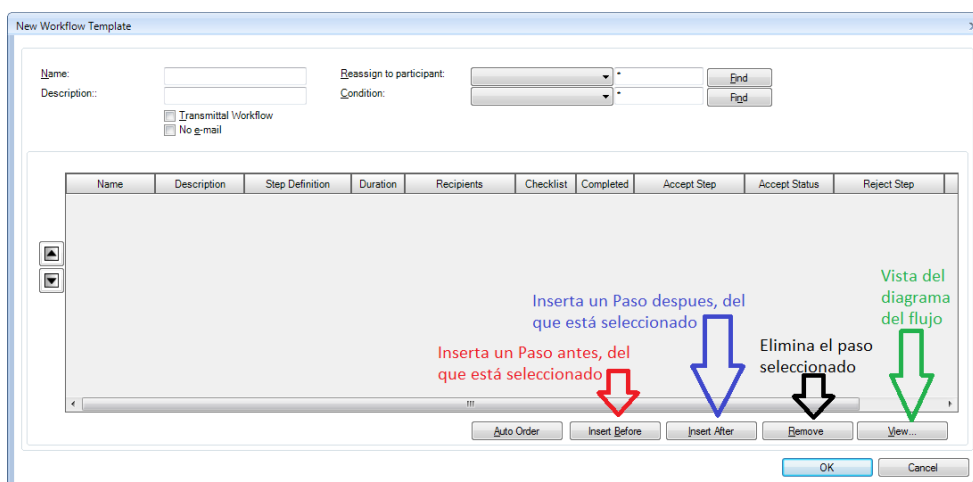 New Workflow Template
Name:
Reassign to participant:
*
Find
Description::
Condition:
*
Find
Transmittal Workflow
No e-mail
Name Description Step Definition Duration Recipients Checklist Completed Accept Step Accept Status Reject Step
Vista del
diagrama
del flujo
Inserta un Paso despues, del
que está seleccionado
Elimina el paso
seleccionado
Inserta un Paso antes, del
que está seleccionado
Auto Order Insert Before Insert After Remove View...
OK Cancel